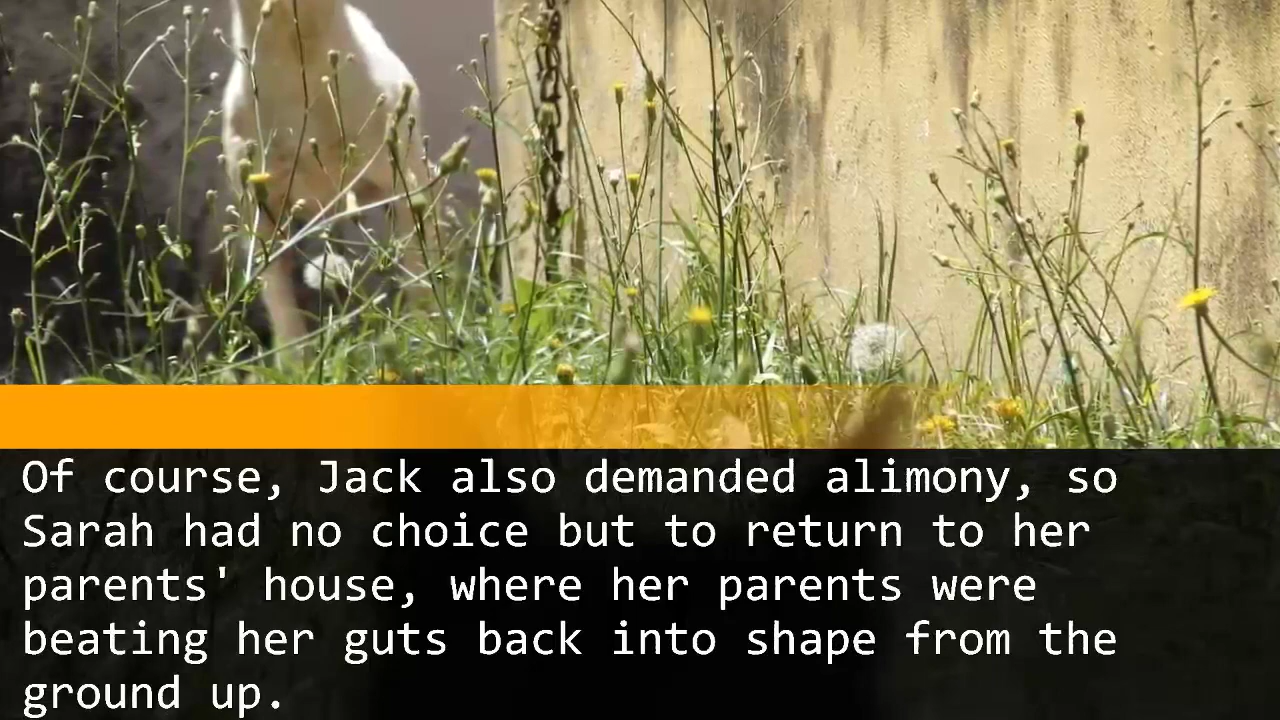 Of course, Jack also demanded alimony, so
Sarah had no choice but to return to her
parents' house, where her parents were
beating her guts back into shape from the
ground up.